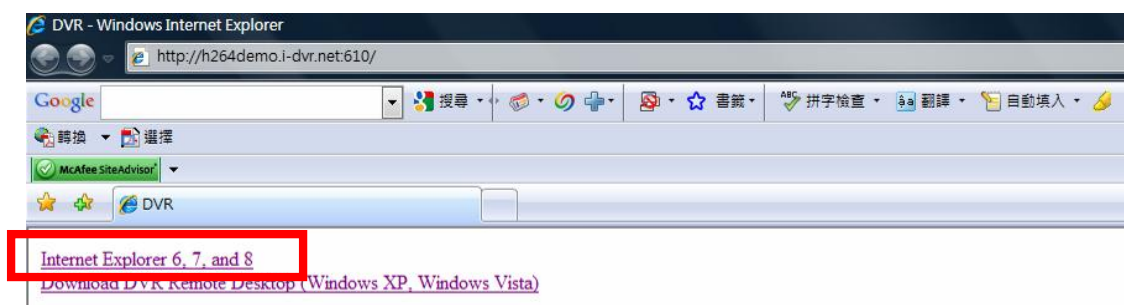 DVR - Windows Internet Explorer
http://h264demo.i-dvr.net:610/
Google 搜尋 書籤 ABC 拼字檢查 翻譯 自動填入
轉換 選擇
McAfee SiteAdvisor
DVR
Internet Explorer 6, 7, and 8
Download DVR Remote Desktop (Windows XP, Windows Vista)